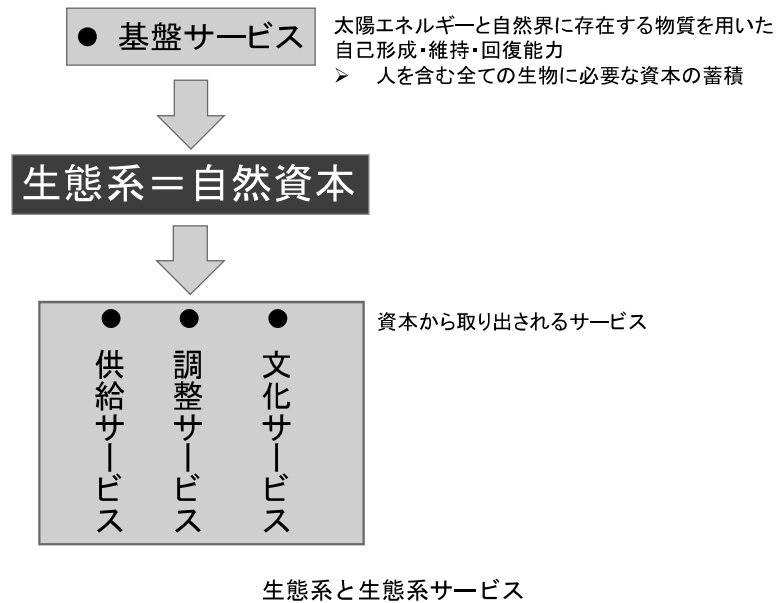 ● 基盤サービス
太陽エネルギーと自然界に存在する物質を用いた
自己形成・維持・回復能力
➢ 人を含む全ての生物に必要な資本の蓄積
生態系＝自然資本
● 供給サービス
● 調整サービス
● 文化サービス
資本から取り出されるサービス
生態系と生態系サービス